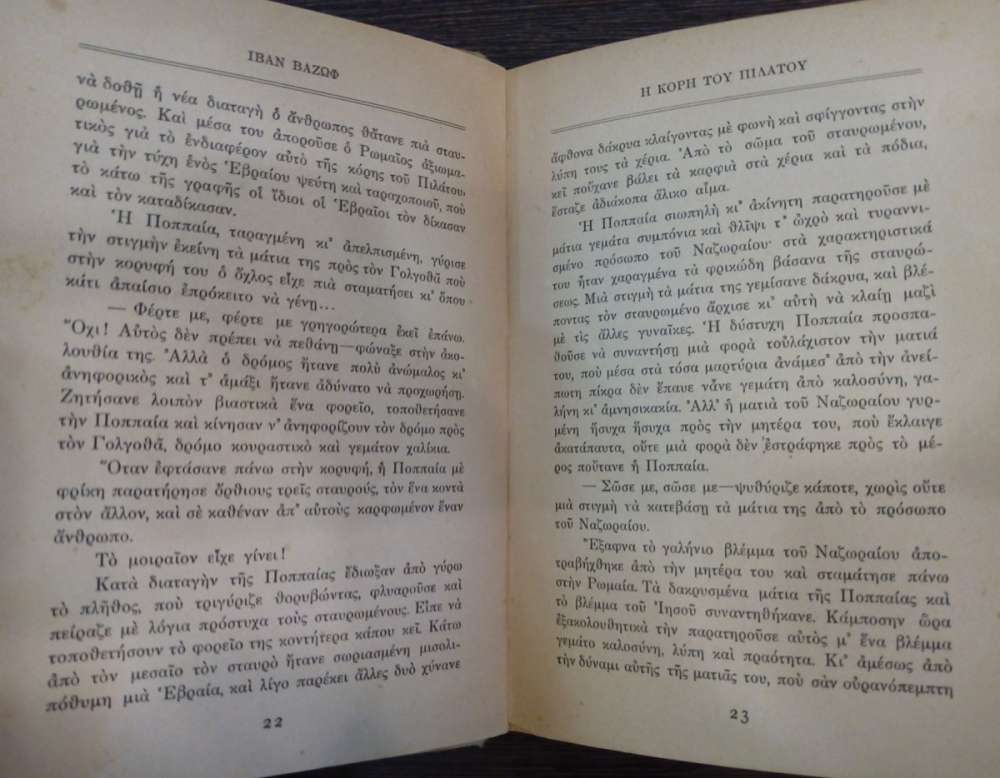 ΙΒΑΝ ΒΑΖΩΦ
νὰ δοθῇ ἡ νέα διαταγὴ ὁ ἄνθρωπος θἄτανε πιὰ σταυ-
ρωμένος. Καὶ μέσα του ἀποροῦσε ὁ Ρωμαῖος ἀξιωμα-
τικὸς γιὰ τὸ ἐνδιαφέρον αὐτὸ τῆς κόρης τοῦ Πιλάτου
γιὰ τὴν τύχη ἑνὸς Ἑβραίου ψεύτη καὶ ταραχοποιοῦ, ποὺ
τὸ κάτω τῆς γραφῆς οἱ ἴδιοι οἱ Ἑβραῖοι τὸν δίκασαν
καὶ τὸν καταδίκασαν.
Ἡ Ποππαία, ταραγμένη κι’ ἀπελπισμένη, γύρισε
τὴν στιγμὴν ἐκείνη τὰ μάτια της πρὸς τὸν Γολγοθᾶ ποὺ
στὴν κορυφή του ὁ ὄχλος εἶχε πιὰ σταματήσει κι’ ὅπου
κάτι ἀπαίσιο ἐπρόκειτο νὰ γένῃ...
— Φέρτε με, φέρτε με γρηγορώτερα ἐκεῖ ἐπάνω.
Ὄχι! Αὐτὸς δὲν πρέπει νὰ πεθάνῃ—φώναξε στὴν ἀκο-
λουθία της. Ἀλλὰ ὁ δρόμος ἤτανε πολὺ ἀνώμαλος κι’
ἀνηφορικὸς καὶ τ’ ἀμάξι ἤτανε ἀδύνατο νὰ προχωρήσῃ.
Ζητήσανε λοιπὸν βιαστικὰ ἕνα φορεῖο, τοποθετήσανε
τὴν Ποππαία καὶ κίνησαν ν’ ἀνηφορίζουν τὸν δρόμο πρὸς
τὸν Γολγοθᾶ, δρόμο κουραστικὸ καὶ γεμάτον χαλίκια.
Ὅταν ἐφτάσανε πάνω στὴν κορυφή, ἡ Ποππαία μὲ
φρίκη παρατήρησε ὄρθιους τρεῖς σταυρούς, τὸν ἕνα κοντὰ
στὸν ἄλλον, καὶ σὲ καθέναν ἀπ’ αὐτοὺς καρφωμένον ἕναν
ἄνθρωπο.
Τὸ μοιραῖον εἶχε γίνει!
Κατὰ διαταγὴν τῆς Ποππαίας ἔδιωξαν ἀπὸ γύρω
τὸ πλῆθος, ποὺ τριγύριζε θορυβώντας, φλυαροῦσε καὶ
πείραζε μὲ λόγια πρόστυχα τοὺς σταυρωμένους. Εἶπε νὰ
τοποθετήσουν τὸ φορεῖο της κοντήτερα κάπου κεῖ. Κάτω
ἀπὸ τὸν μεσαῖο τὸν σταυρὸ ἤτανε σωριασμένη μισολι-
πόθυμη μιὰ Ἑβραία, καὶ λίγο παρέκει ἄλλες δυὸ χύνανε
22
Η ΚΟΡΗ ΤΟΥ ΠΙΛΑΤΟΥ
ἄφθονα δάκρυα κλαίγοντας μὲ φωνὴ καὶ σφίγγοντας στὴν
λύπη τους τὰ χέρια. Ἀπὸ τὸ σῶμα τοῦ σταυρωμένου,
κεῖ ποὔχανε βάλει τὰ καρφιὰ στὰ χέρια καὶ τὰ πόδια,
ἔσταζε ἀδιάκοπα ἄλικο αἷμα.
Ἡ Ποππαία σιωπηλὴ κι’ ἀκίνητη παρατηροῦσε μὲ
μάτια γεμάτα συμπόνια καὶ θλῖψι τ’ ὠχρὸ καὶ τυραννι-
σμένο πρόσωπο τοῦ Ναζωραίου· στὰ χαρακτηριστικά
του ἦταν χαραγμένα τὰ φρικώδη βάσανα τῆς σταυρώ-
σεως. Μιὰ στιγμὴ τὰ μάτια της γεμίσανε δάκρυα, καὶ βλέ-
ποντας τὸν σταυρωμένο ἄρχισε κι’ αὐτὴ νὰ κλαίῃ μαζὶ
μὲ τὶς ἄλλες γυναῖκες. Ἡ δύστυχη Ποππαία προσπα-
θοῦσε νὰ συναντήσῃ μιὰ φορὰ τοὐλάχιστον τὴν ματιά
του, ποὺ μέσα στὰ τόσα μαρτύρια ἀνάμεσ’ ἀπὸ τὴν ἀνεί-
πωτη πίκρα δὲν ἔπαυε νἆνε γεμάτη ἀπὸ καλοσύνη, γα-
λήνη κι’ ἀμνησικακία. Ἀλλ’ ἡ ματιὰ τοῦ Ναζωραίου γυρ-
μένη ἥσυχα ἥσυχα πρὸς τὴν μητέρα του, ποὺ ἔκλαιγε
ἀκατάπαυτα, οὔτε μιὰ φορὰ δὲν ἐστράφηκε πρὸς τὸ μέ-
ρος ποὔτανε ἡ Ποππαία.
— Σῶσε με, σῶσε με—ψυθύριζε κάποτε, χωρὶς οὔτε
μιὰ στιγμὴ νὰ κατεβάσῃ τὰ μάτια της ἀπὸ τὸ πρόσωπο
τοῦ Ναζωραίου.
Ἔξαφνα τὸ γαλήνιο βλέμμα τοῦ Ναζωραίου ἀπο-
τραβήχθηκε ἀπὸ τὴν μητέρα του καὶ σταμάτησε πάνω
στὴν Ρωμαία. Τὰ δακρυσμένα μάτια τῆς Ποππαίας καὶ
τὸ βλέμμα τοῦ Ἰησοῦ συναντηθήκανε. Κάμποσην ὥρα
ἐξακολουθητικὰ τὴν παρατηροῦσε αὐτὸς μ’ ἕνα βλέμμα
γεμάτο καλοσύνη, λύπη καὶ πραότητα. Κι’ ἀμέσως ἀπὸ
τὴν δύναμι αὐτῆς τῆς ματιᾶς του, ποὺ σὰν οὐρανόπεμπτη
23